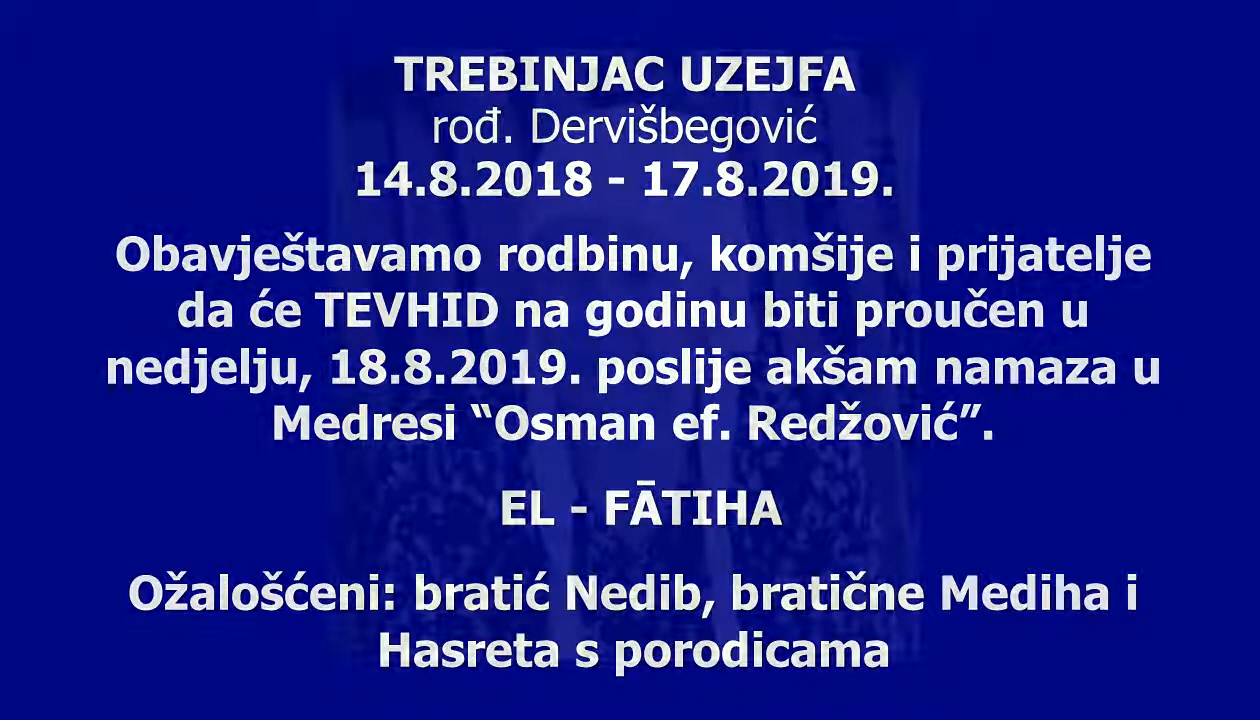 TREBINJAC UZEJFA
rođ. Dervišbegović
14.8.2018 - 17.8.2019.
Obavještavamo rodbinu, komšije i prijatelje
da će TEVHID na godinu biti proučen u
nedjelju, 18.8.2019. poslije akšam namaza u
Medresi “Osman ef. Redžović”.
EL - FĀTIHA
Ožalošćeni: bratić Nedib, bratične Mediha i
Hasreta s porodicama